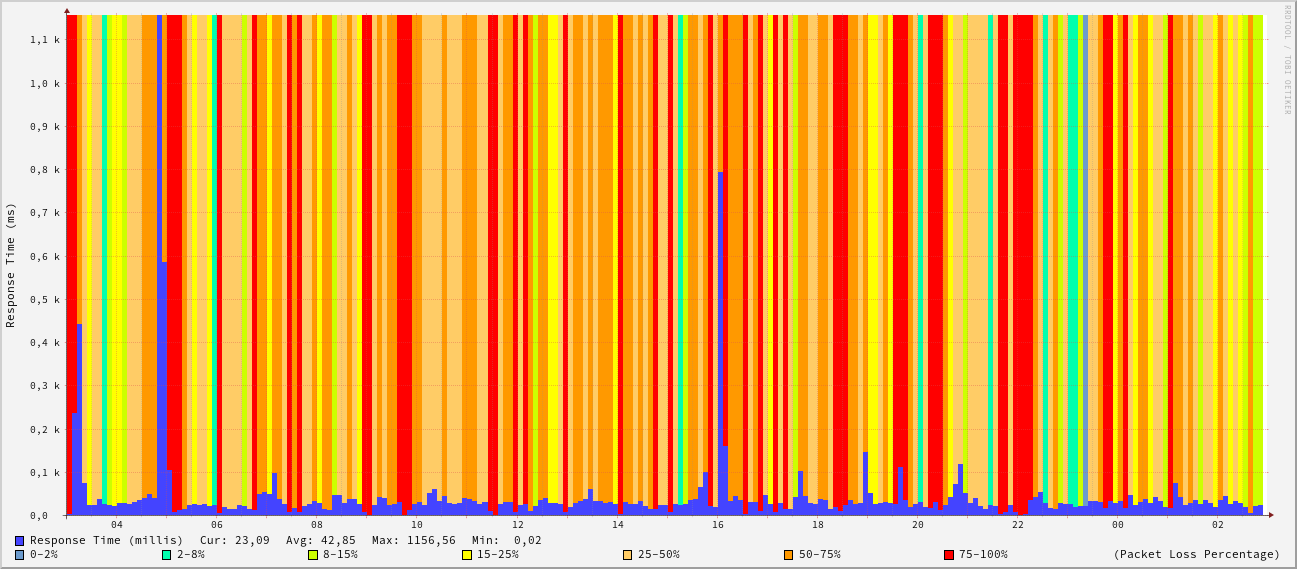 RRDTOOL / TOBI OETIKER
Response Time (ms)
1,1 k
1,0 k
0,9 k
0,8 k
0,7 k
0,6 k
0,5 k
0,4 k
0,3 k
0,2 k
0,1 k
0,0
04 06 08 10 12 14 16 18 20 22 00 02
Response Time (millis) Cur: 23,09 Avg: 42,85 Max: 1156,56 Min: 0,02
0-2% 2-8% 8-15% 15-25% 25-50% 50-75% 75-100% (Packet Loss Percentage)